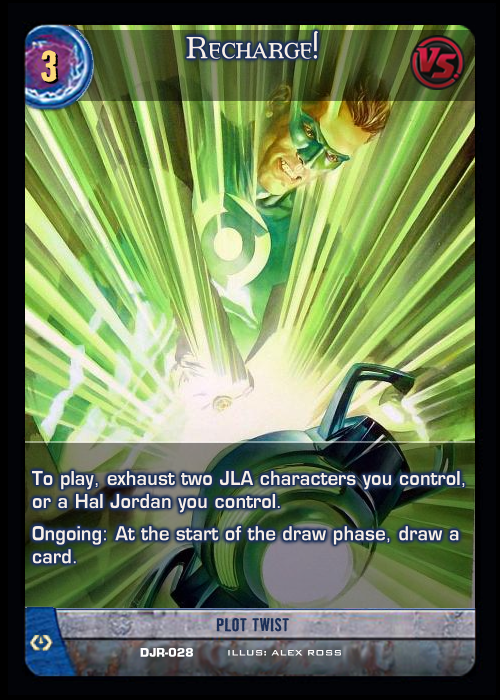 Recharge!
3
VS.
To play, exhaust two JLA characters you control,
or a Hal Jordan you control.
Ongoing: At the start of the draw phase, draw a
card.
PLOT TWIST
DJR-028 ILLUS: ALEX ROSS